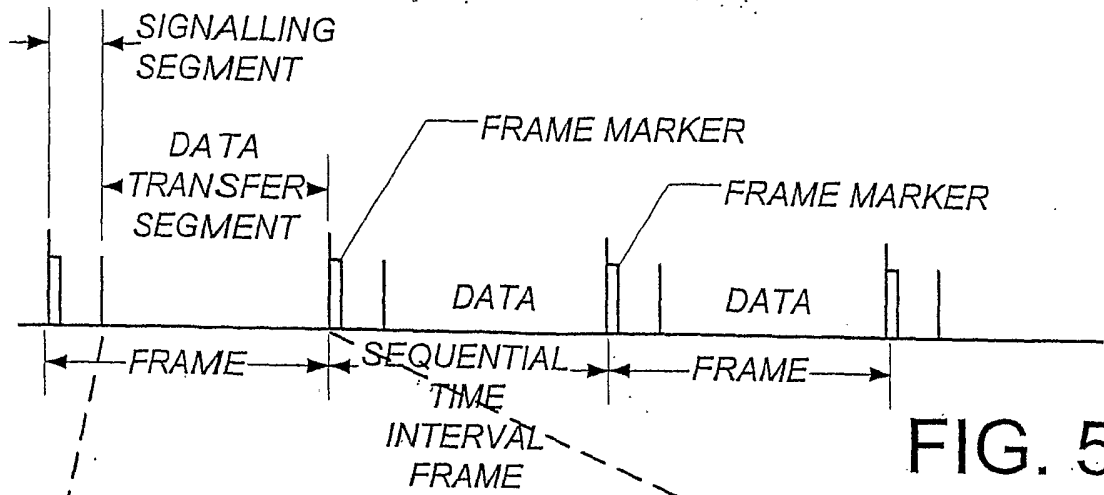 SIGNALLING
SEGMENT
DATA
TRANSFER
SEGMENT
FRAME MARKER
FRAME MARKER
DATA
DATA
FRAME
SEQUENTIAL
TIME
INTERVAL
FRAME
FRAME
FIG. 5